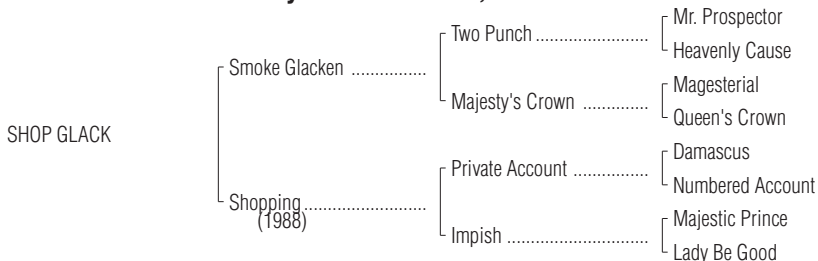 Mr. Prospector
Two Punch ........................
Heavenly Cause
Smoke Glacken ................
Magesterial
Majesty's Crown ..............
Queen's Crown
SHOP GLACK
Damascus
Private Account ................
Numbered Account
Shopping..........................
(1988)
Majestic Prince
Impish ..............................
Lady Be Good